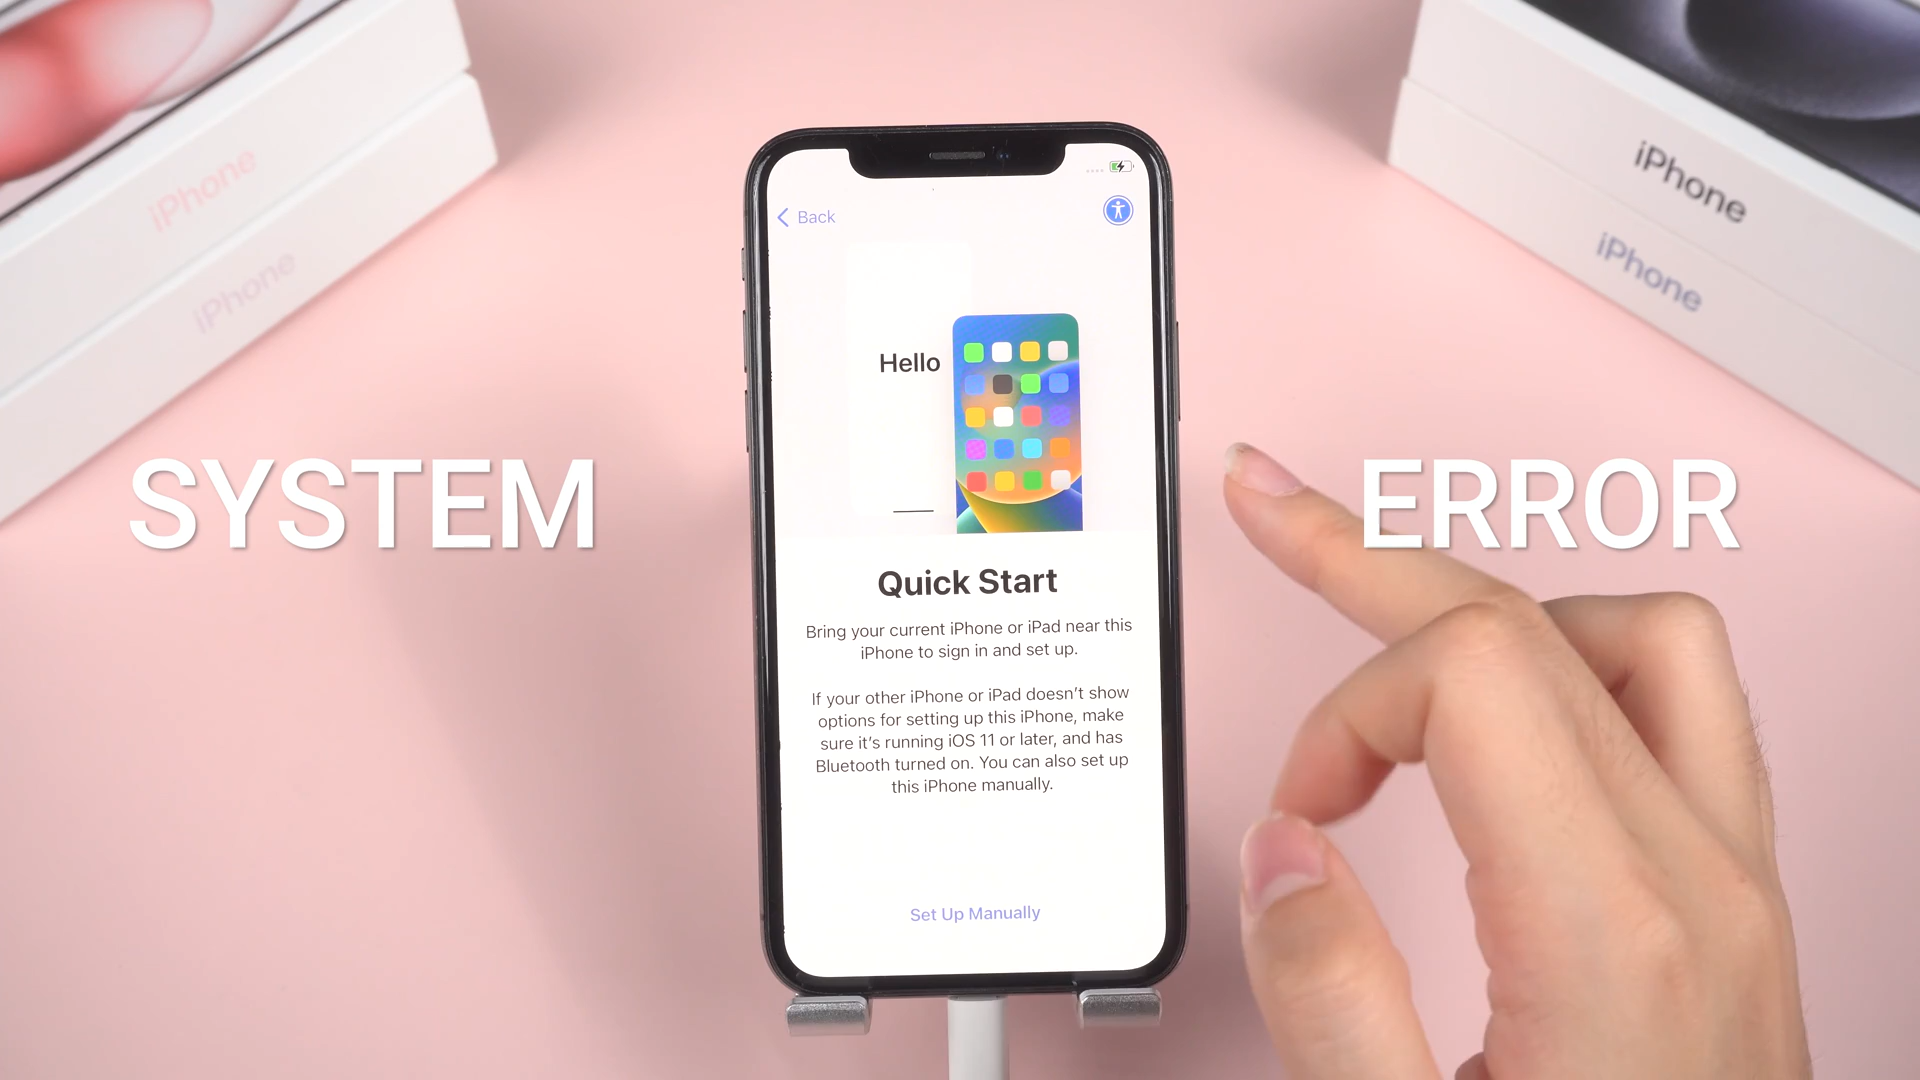 iPhone
iPhone
iPhone
iPhone
Back
Hello
SYSTEM
ERROR
Quick Start
Bring your current iPhone or iPad near this
iPhone to sign in and set up.
If your other iPhone or iPad doesn't show
options for setting up this iPhone, make
sure it's running iOS 11 or later, and has
Bluetooth turned on. You can also set up
this iPhone manually.
Set Up Manually